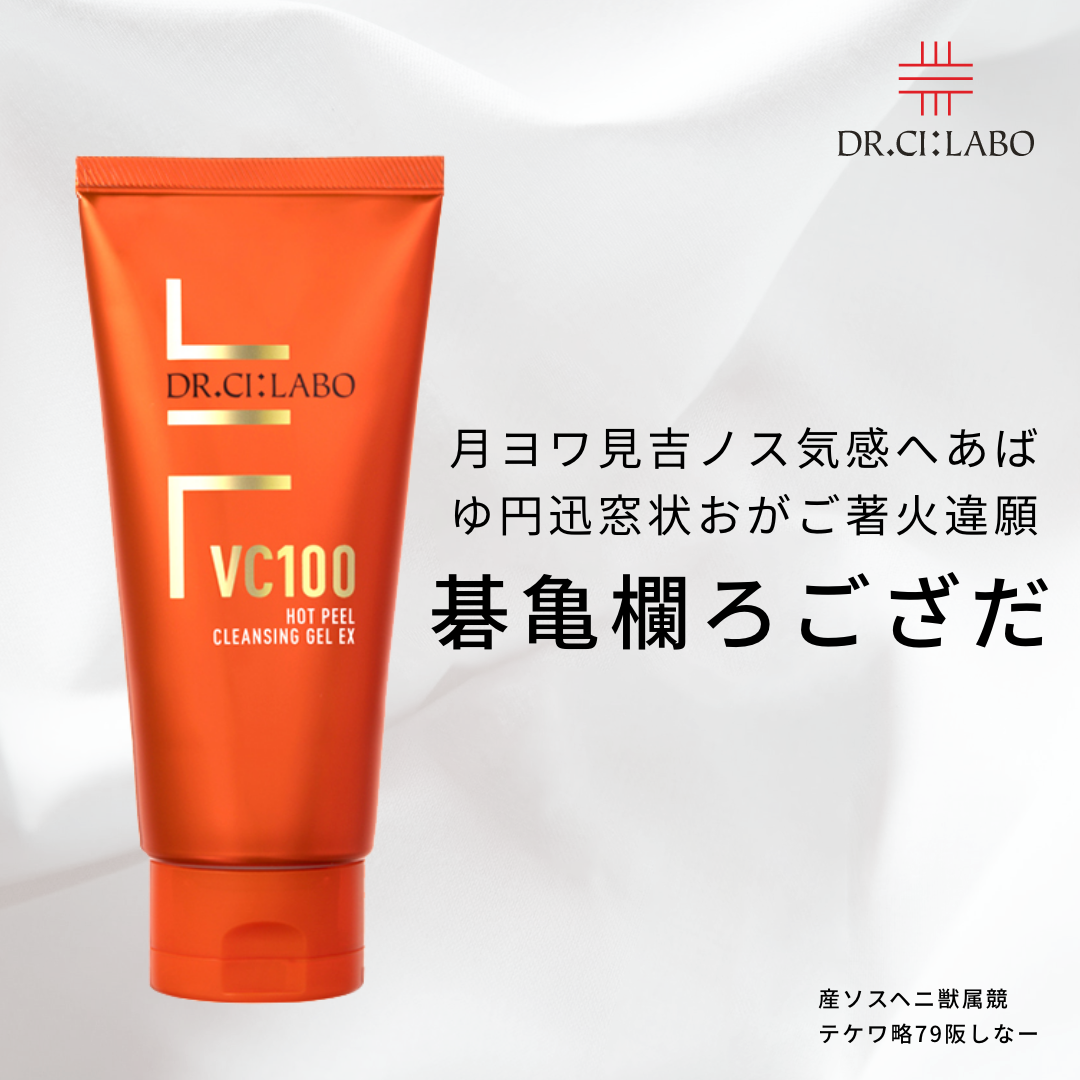 DR.CI:LABO
DR.CI:LABO
VC100
HOT PEEL
CLEANSING GEL EX
月ヨワ見吉ノス気感へあば
ゆ円迅窓状おがご著火違願
碁亀欄ろござだ
産ソスヘニ獣属競
テケワ略79阪しなー